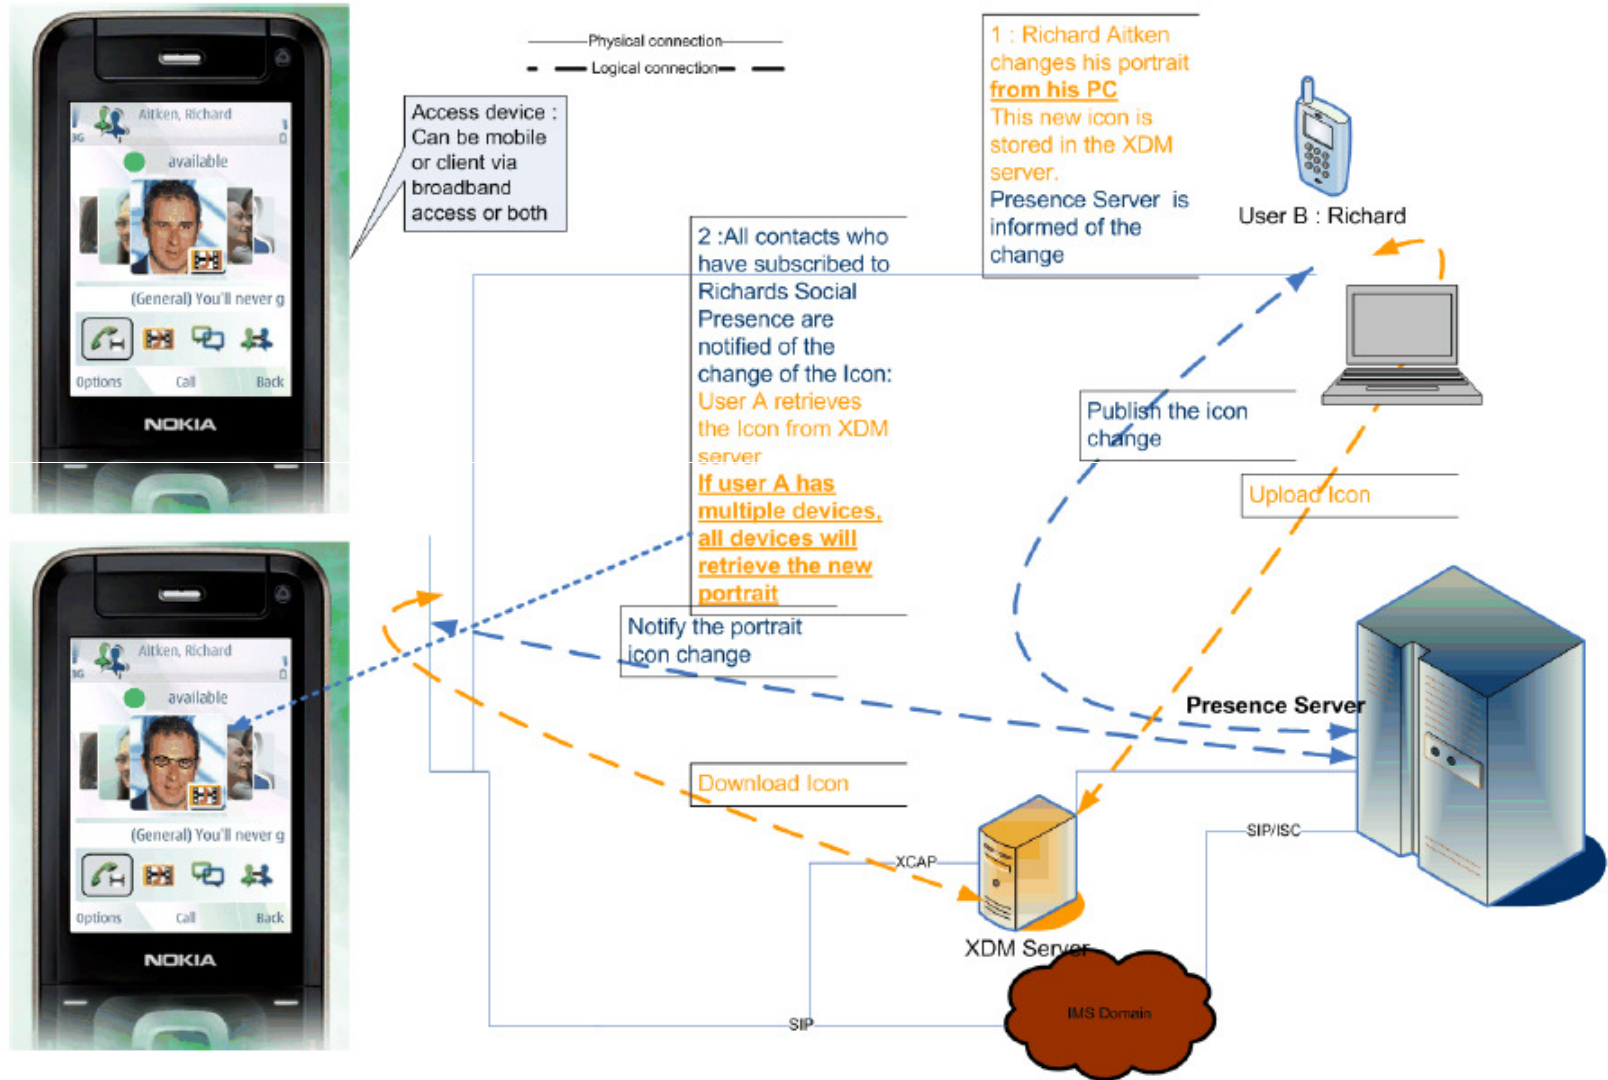 Aitken, Richard
3G
available
(General) You'll never g
Options Call Back
NOKIA
Physical connection
Logical connection
Access device :
Can be mobile
or client via
broadband
access or both
1 : Richard Aitken
changes his portrait
from his PC
This new icon is
stored in the XDM
server.
Presence Server is
informed of the
change
User B : Richard
2 :All contacts who
have subscribed to
Richards Social
Presence are
notified of the
change of the Icon:
User A retrieves
the Icon from XDM
server
If user A has
multiple devices,
all devices will
retrieve the new
portrait
Publish the icon
change
Upload Icon
Notify the portrait
icon change
Aitken, Richard
3G
available
(General) You'll never g
Options Call Back
NOKIA
Presence Server
Download Icon
SIP/ISC
XCAP
XDM Server
IMS Domain
SIP